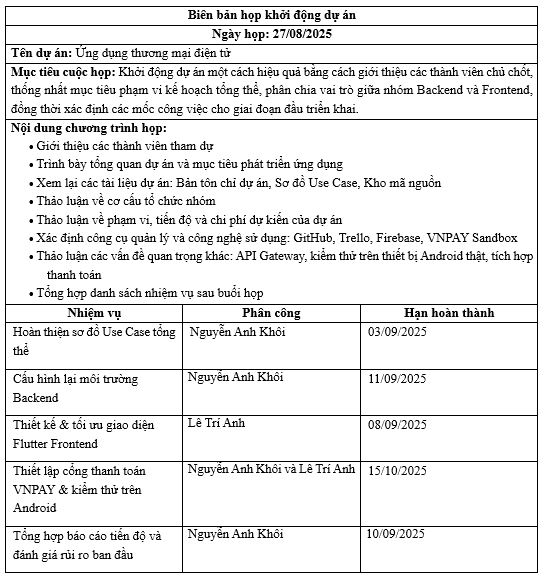 Biên bản họp khởi động dự án
Ngày họp: 27/08/2025
Tên dự án: Ứng dụng thương mại điện tử
Mục tiêu cuộc họp: Khởi động dự án một cách hiệu quả bằng cách giới thiệu các thành viên chủ chốt,
thống nhất mục tiêu phạm vi kế hoạch tổng thể, phân chia vai trò giữa nhóm Backend và Frontend,
đồng thời xác định các mốc công việc cho giai đoạn đầu triển khai.
Nội dung chương trình họp:
• Giới thiệu các thành viên tham dự
• Trình bày tổng quan dự án và mục tiêu phát triển ứng dụng
• Xem lại các tài liệu dự án: Bản tôn chỉ dự án, Sơ đồ Use Case, Kho mã nguồn
• Thảo luận về cơ cấu tổ chức nhóm
• Thảo luận về phạm vi, tiến độ và chi phí dự kiến của dự án
• Xác định công cụ quản lý và công nghệ sử dụng: GitHub, Trello, Firebase, VNPAY Sandbox
• Thảo luận các vấn đề quan trọng khác: API Gateway, kiểm thử trên thiết bị Android thật, tích hợp
thanh toán
• Tổng hợp danh sách nhiệm vụ sau buổi họp
Nhiệm vụ Phân công Hạn hoàn thành
Hoàn thiện sơ đồ Use Case tổng Nguyễn Anh Khôi 03/09/2025
thể
Cấu hình lại môi trường Nguyễn Anh Khôi 11/09/2025
Backend
Thiết kế & tối ưu giao diện Lê Trí Anh 08/09/2025
Flutter Frontend
Thiết lập cổng thanh toán Nguyễn Anh Khôi và Lê Trí Anh 15/10/2025
VNPAY & kiểm thử trên
Android
Tổng hợp báo cáo tiến độ và Nguyễn Anh Khôi 10/09/2025
đánh giá rủi ro ban đầu